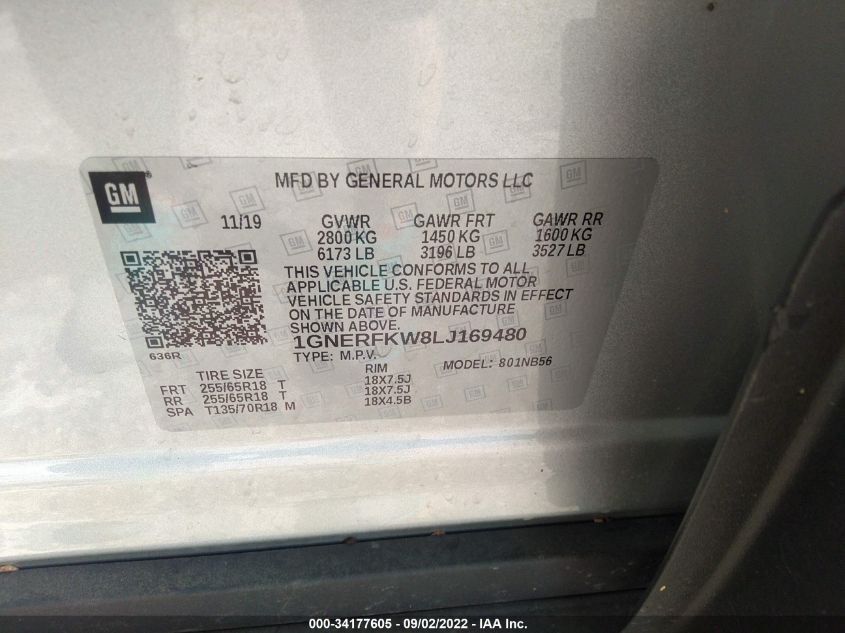 GM
MFD BY GENERAL MOTORS LLC
11/19 GVWR GAWR FRT GAWR RR
2800 KG 1450 KG 1600 KG
6173 LB 3196 LB 3527 LB
THIS VEHICLE CONFORMS TO ALL
APPLICABLE U.S. FEDERAL MOTOR
VEHICLE SAFETY STANDARDS IN EFFECT
ON THE DATE OF MANUFACTURE
SHOWN ABOVE.
1GNERFKW8LJ169480
636R
TYPE: M.P.V. MODEL: 801NB56
TIRE SIZE RIM
FRT 255/65R18 T 18X7.5J
RR 255/65R18 T 18X7.5J
SPA T135/70R18 M 18X4.5B
000-34177605 - 09/02/2022 - IAA Inc.